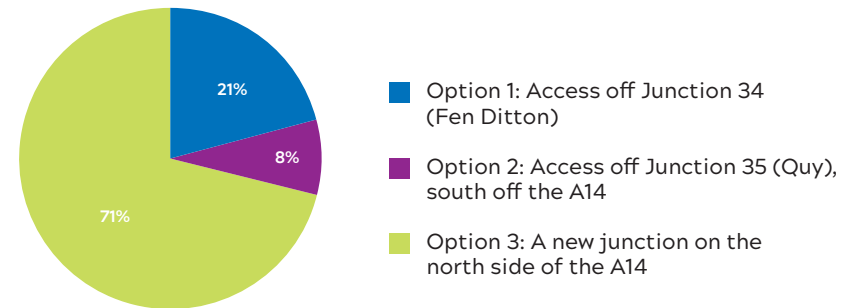 21%
8%
71%
Option 1: Access off Junction 34
(Fen Ditton)
Option 2: Access off Junction 35 (Quy),
south off the A14
Option 3: A new junction on the
north side of the A14